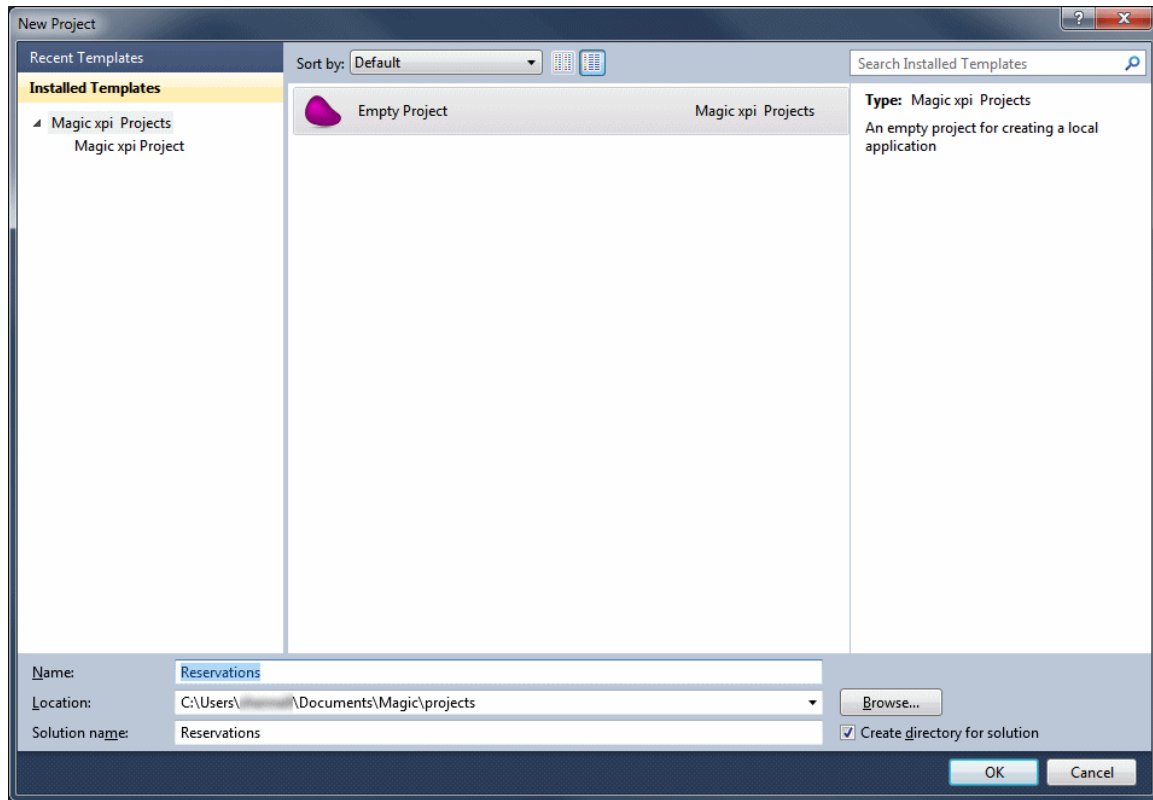 New Project
?
X
Recent Templates
Installed Templates
Magic xpi Projects
Magic xpi Project
Sort by: Default
Empty Project Magic xpi Projects
Search Installed Templates
Type: Magic xpi Projects
An empty project for creating a local
application
Name: Reservations
Location: C:\Users\ \Documents\Magic\projects
Browse...
Solution name: Reservations
Create directory for solution
OK Cancel